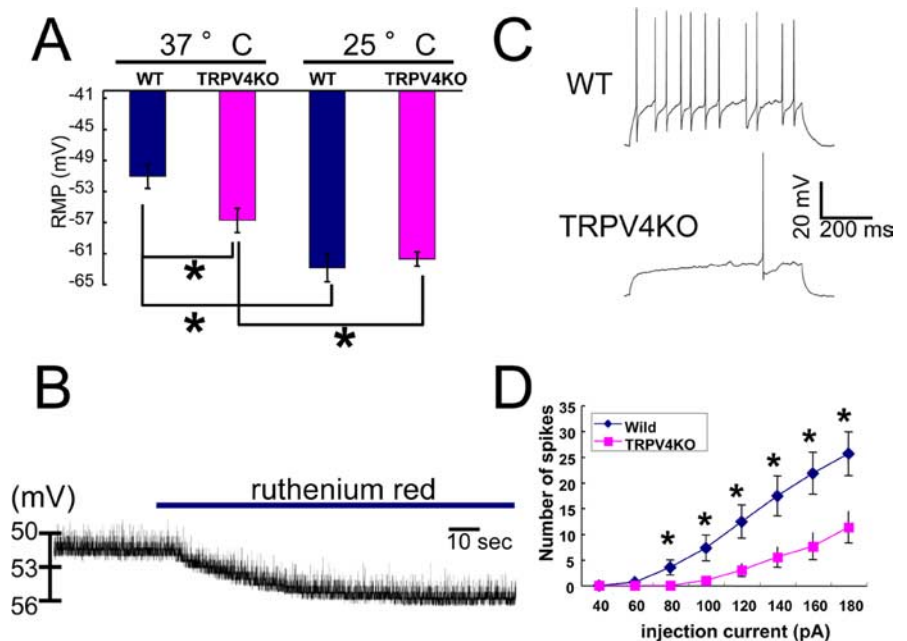 A
37 ° C
25 ° C
WT
TRPV4KO
WT
TRPV4KO
RMP (mV)
-41
-45
-49
-53
-57
-61
-65
*
*
*
B
(mV)
50
53
56
ruthenium red
10 sec
C
WT
TRPV4KO
20 mV
200 ms
D
Number of spikes
35
30
25
20
15
10
5
0
Wild
TRPV4KO
* * * * * *
40 60 80 100 120 140 160 180
injection current (pA)